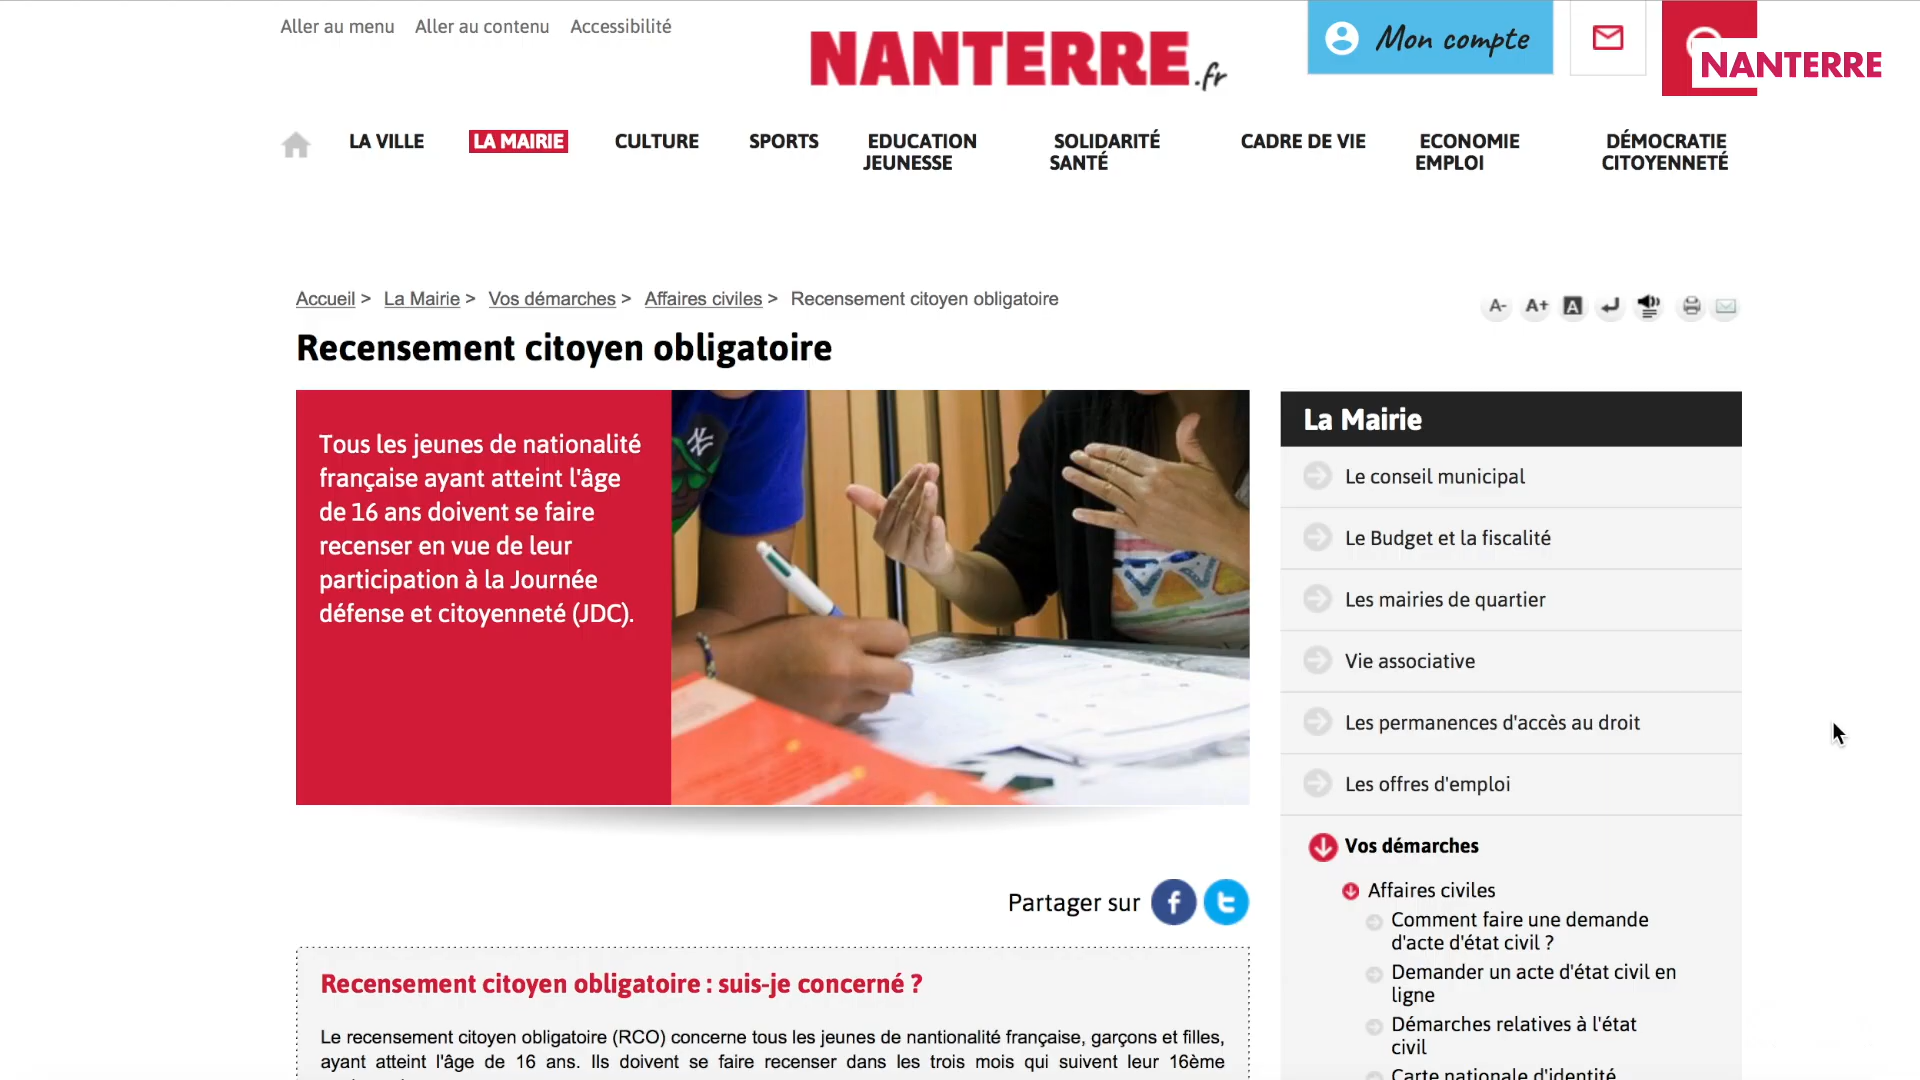 Aller au menu Aller au contenu Accessibilité
NANTERRE.fr
Mon compte
NANTERRE
LA VILLE LA MAIRIE CULTURE SPORTS EDUCATION JEUNESSE SOLIDARITÉ SANTÉ CADRE DE VIE ECONOMIE EMPLOI DÉMOCRATIE CITOYENNETÉ
Accueil > La Mairie > Vos démarches > Affaires civiles > Recensement citoyen obligatoire
A- A+ A
Recensement citoyen obligatoire
Tous les jeunes de nationalité
française ayant atteint l'âge
de 16 ans doivent se faire
recenser en vue de leur
participation à la Journée
défense et citoyenneté (JDC).
Partager sur
Recensement citoyen obligatoire : suis-je concerné ?
Le recensement citoyen obligatoire (RCO) concerne tous les jeunes de nantionalité française, garçons et filles,
ayant atteint l'âge de 16 ans. Ils doivent se faire recenser dans les trois mois qui suivent leur 16ème
La Mairie
Le conseil municipal
Le Budget et la fiscalité
Les mairies de quartier
Vie associative
Les permanences d'accès au droit
Les offres d'emploi
Vos démarches
Affaires civiles
Comment faire une demande
d'acte d'état civil ?
Demander un acte d'état civil en
ligne
Démarches relatives à l'état
civil
Carte nationale d'identité